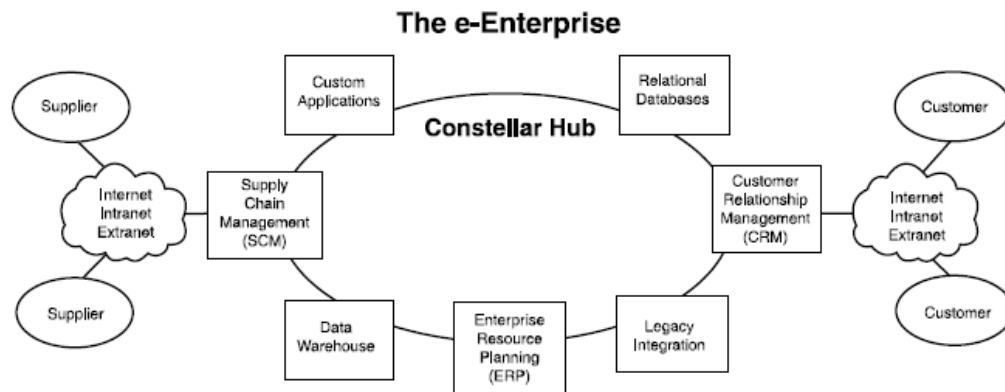 The e-Enterprise
Supplier
Custom
Applications
Relational
Databases
Customer
Constellar Hub
Internet
Intranet
Extranet
Supply
Chain
Management
(SCM)
Customer
Relationship
Management
(CRM)
Internet
Intranet
Extranet
Supplier
Data
Warehouse
Enterprise
Resource
Planning
(ERP)
Legacy
Integration
Customer